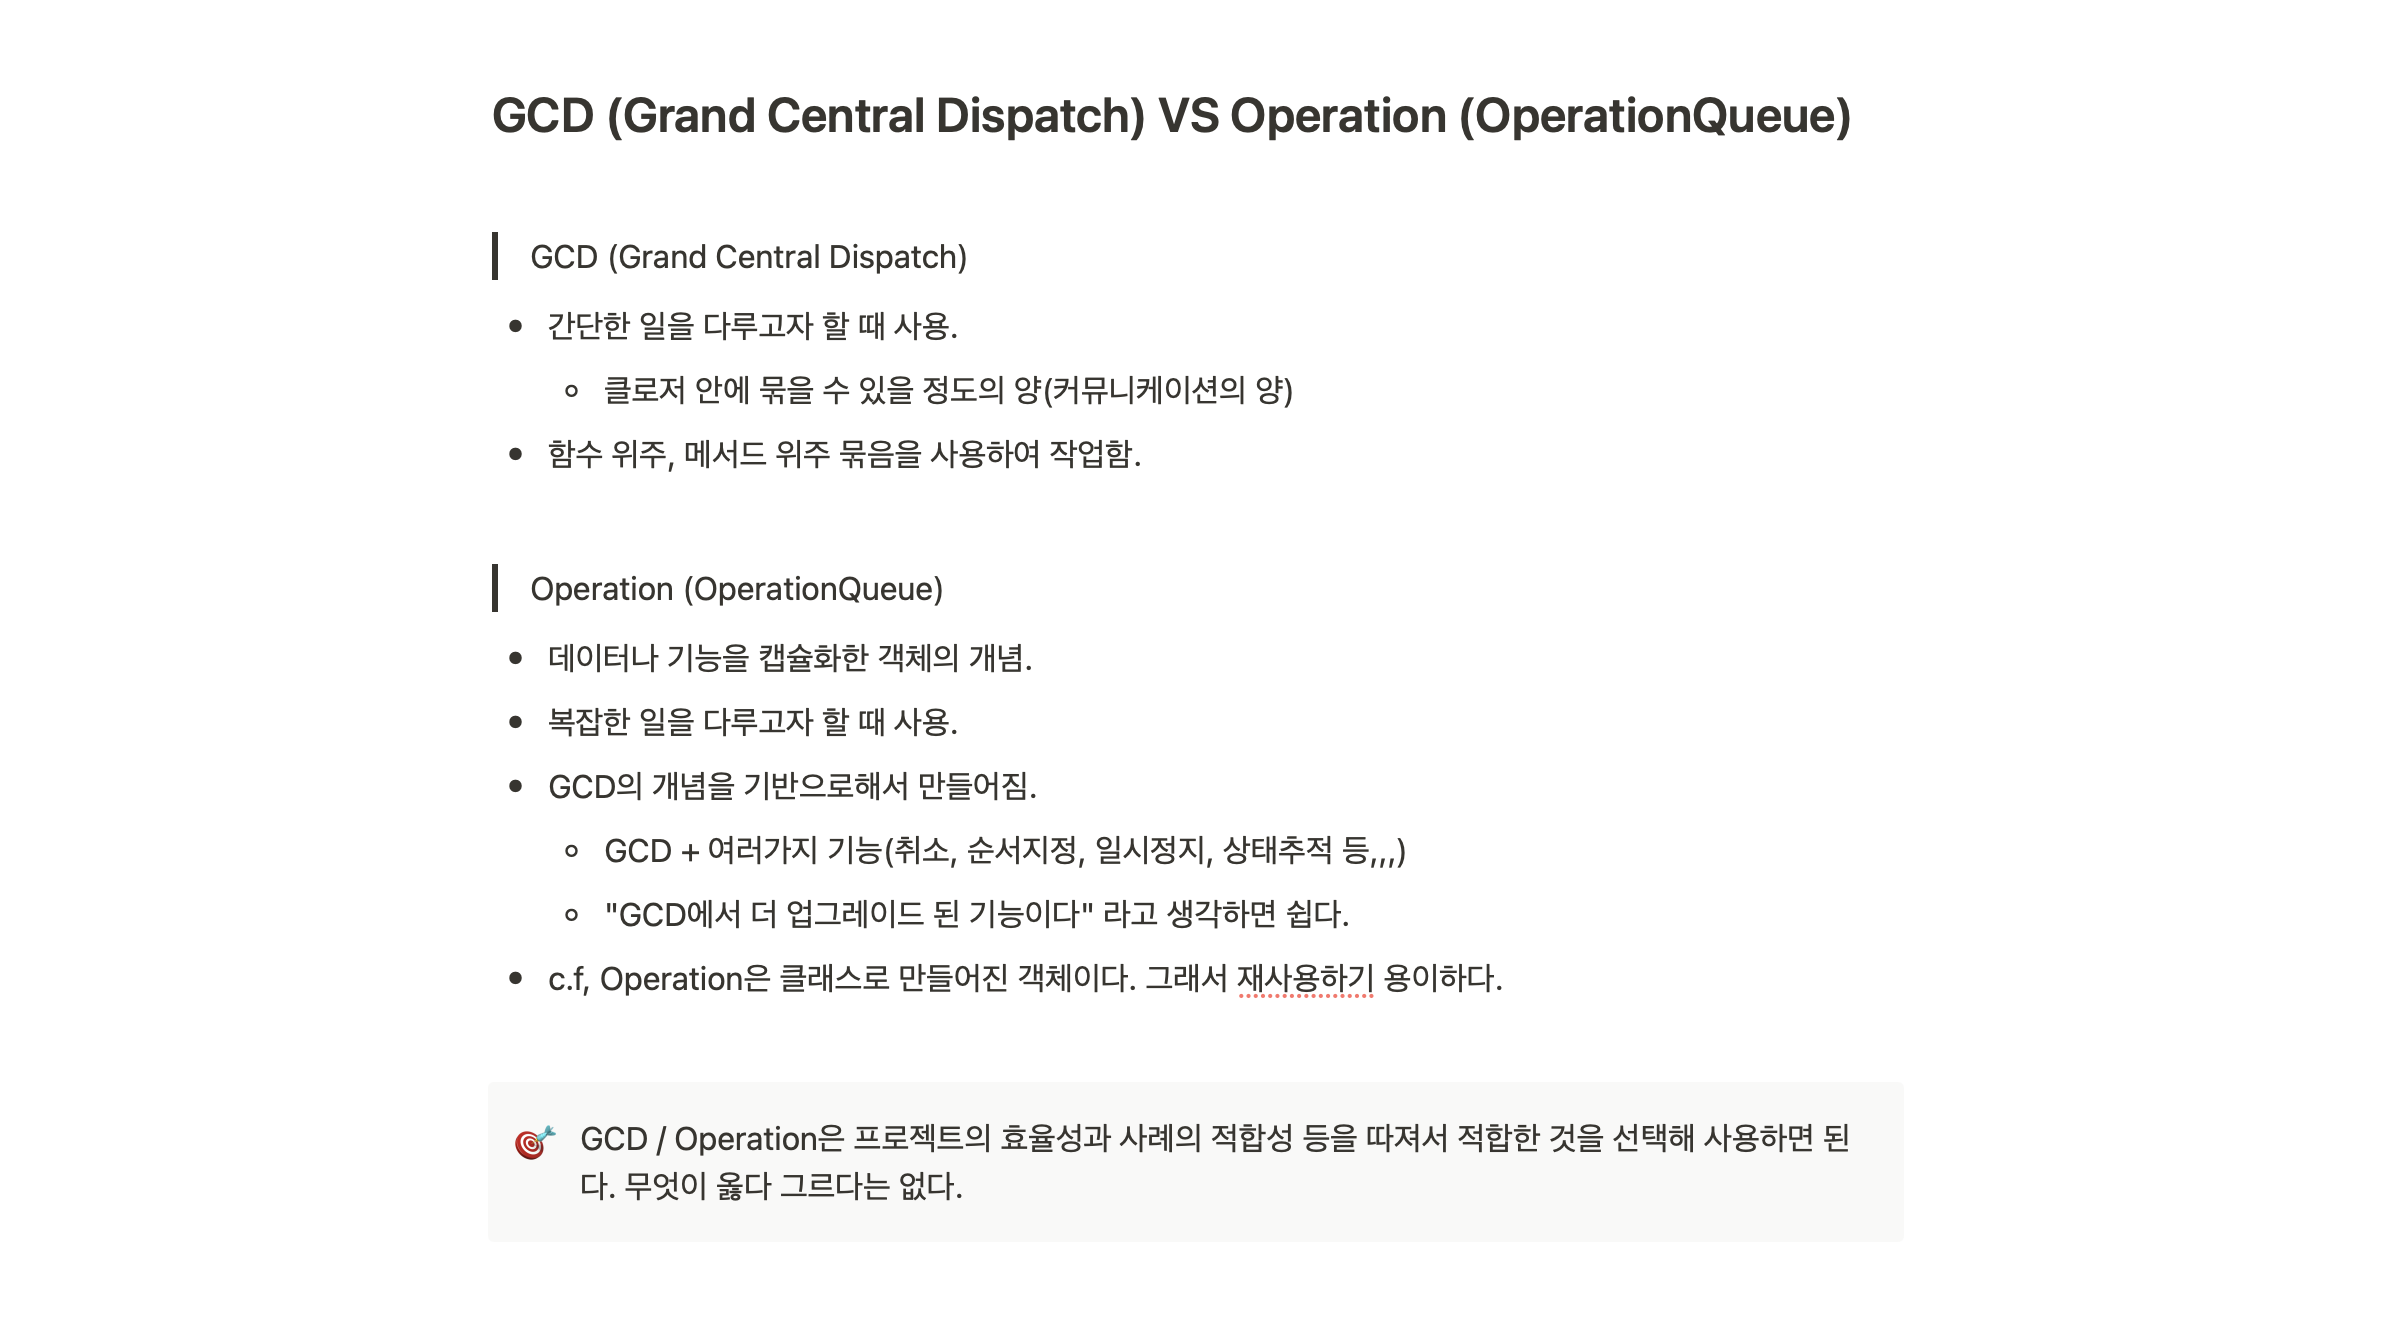 GCD (Grand Central Dispatch) VS Operation (OperationQueue)
GCD (Grand Central Dispatch)
간단한 일을 다루고자 할 때 사용.
클로저 안에 묶을 수 있을 정도의 양(커뮤니케이션의 양)
함수 위주, 메서드 위주 묶음을 사용하여 작업함.
Operation (OperationQueue)
데이터나 기능을 캡슐화한 객체의 개념.
복잡한 일을 다루고자 할 때 사용.
GCD의 개념을 기반으로해서 만들어짐.
GCD + 여러가지 기능(취소, 순서지정, 일시정지, 상태추적 등,,,)
"GCD에서 더 업그레이드 된 기능이다" 라고 생각하면 쉽다.
c.f, Operation은 클래스로 만들어진 객체이다. 그래서 재사용하기 용이하다.
GCD / Operation은 프로젝트의 효율성과 사례의 적합성 등을 따져서 적합한 것을 선택해 사용하면 된
다. 무엇이 옳다 그르다는 없다.